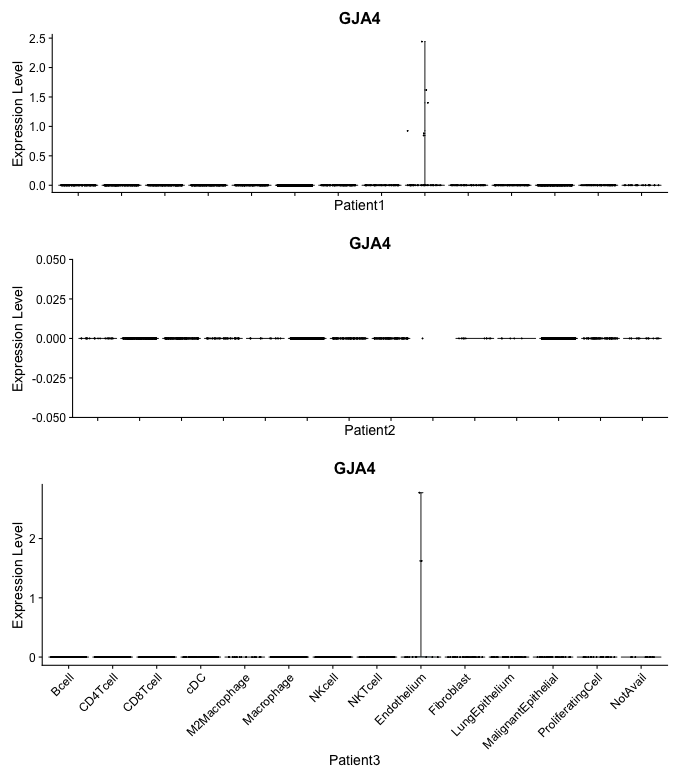 GJA4
Expression Level
2.5
2.0
1.5
1.0
0.5
0.0
Patient1
GJA4
Expression Level
0.050
0.025
0.000
-0.025
-0.050
Patient2
GJA4
Expression Level
2
1
0
Bcell
CD4Tcell
CD8Tcell
cDC
M2Macrophage
Macrophage
NKcell
NKTcell
Endothelium
Fibroblast
LungEpithelium
MalignantEpithelial
ProliferatingCell
NotAvail
Patient3